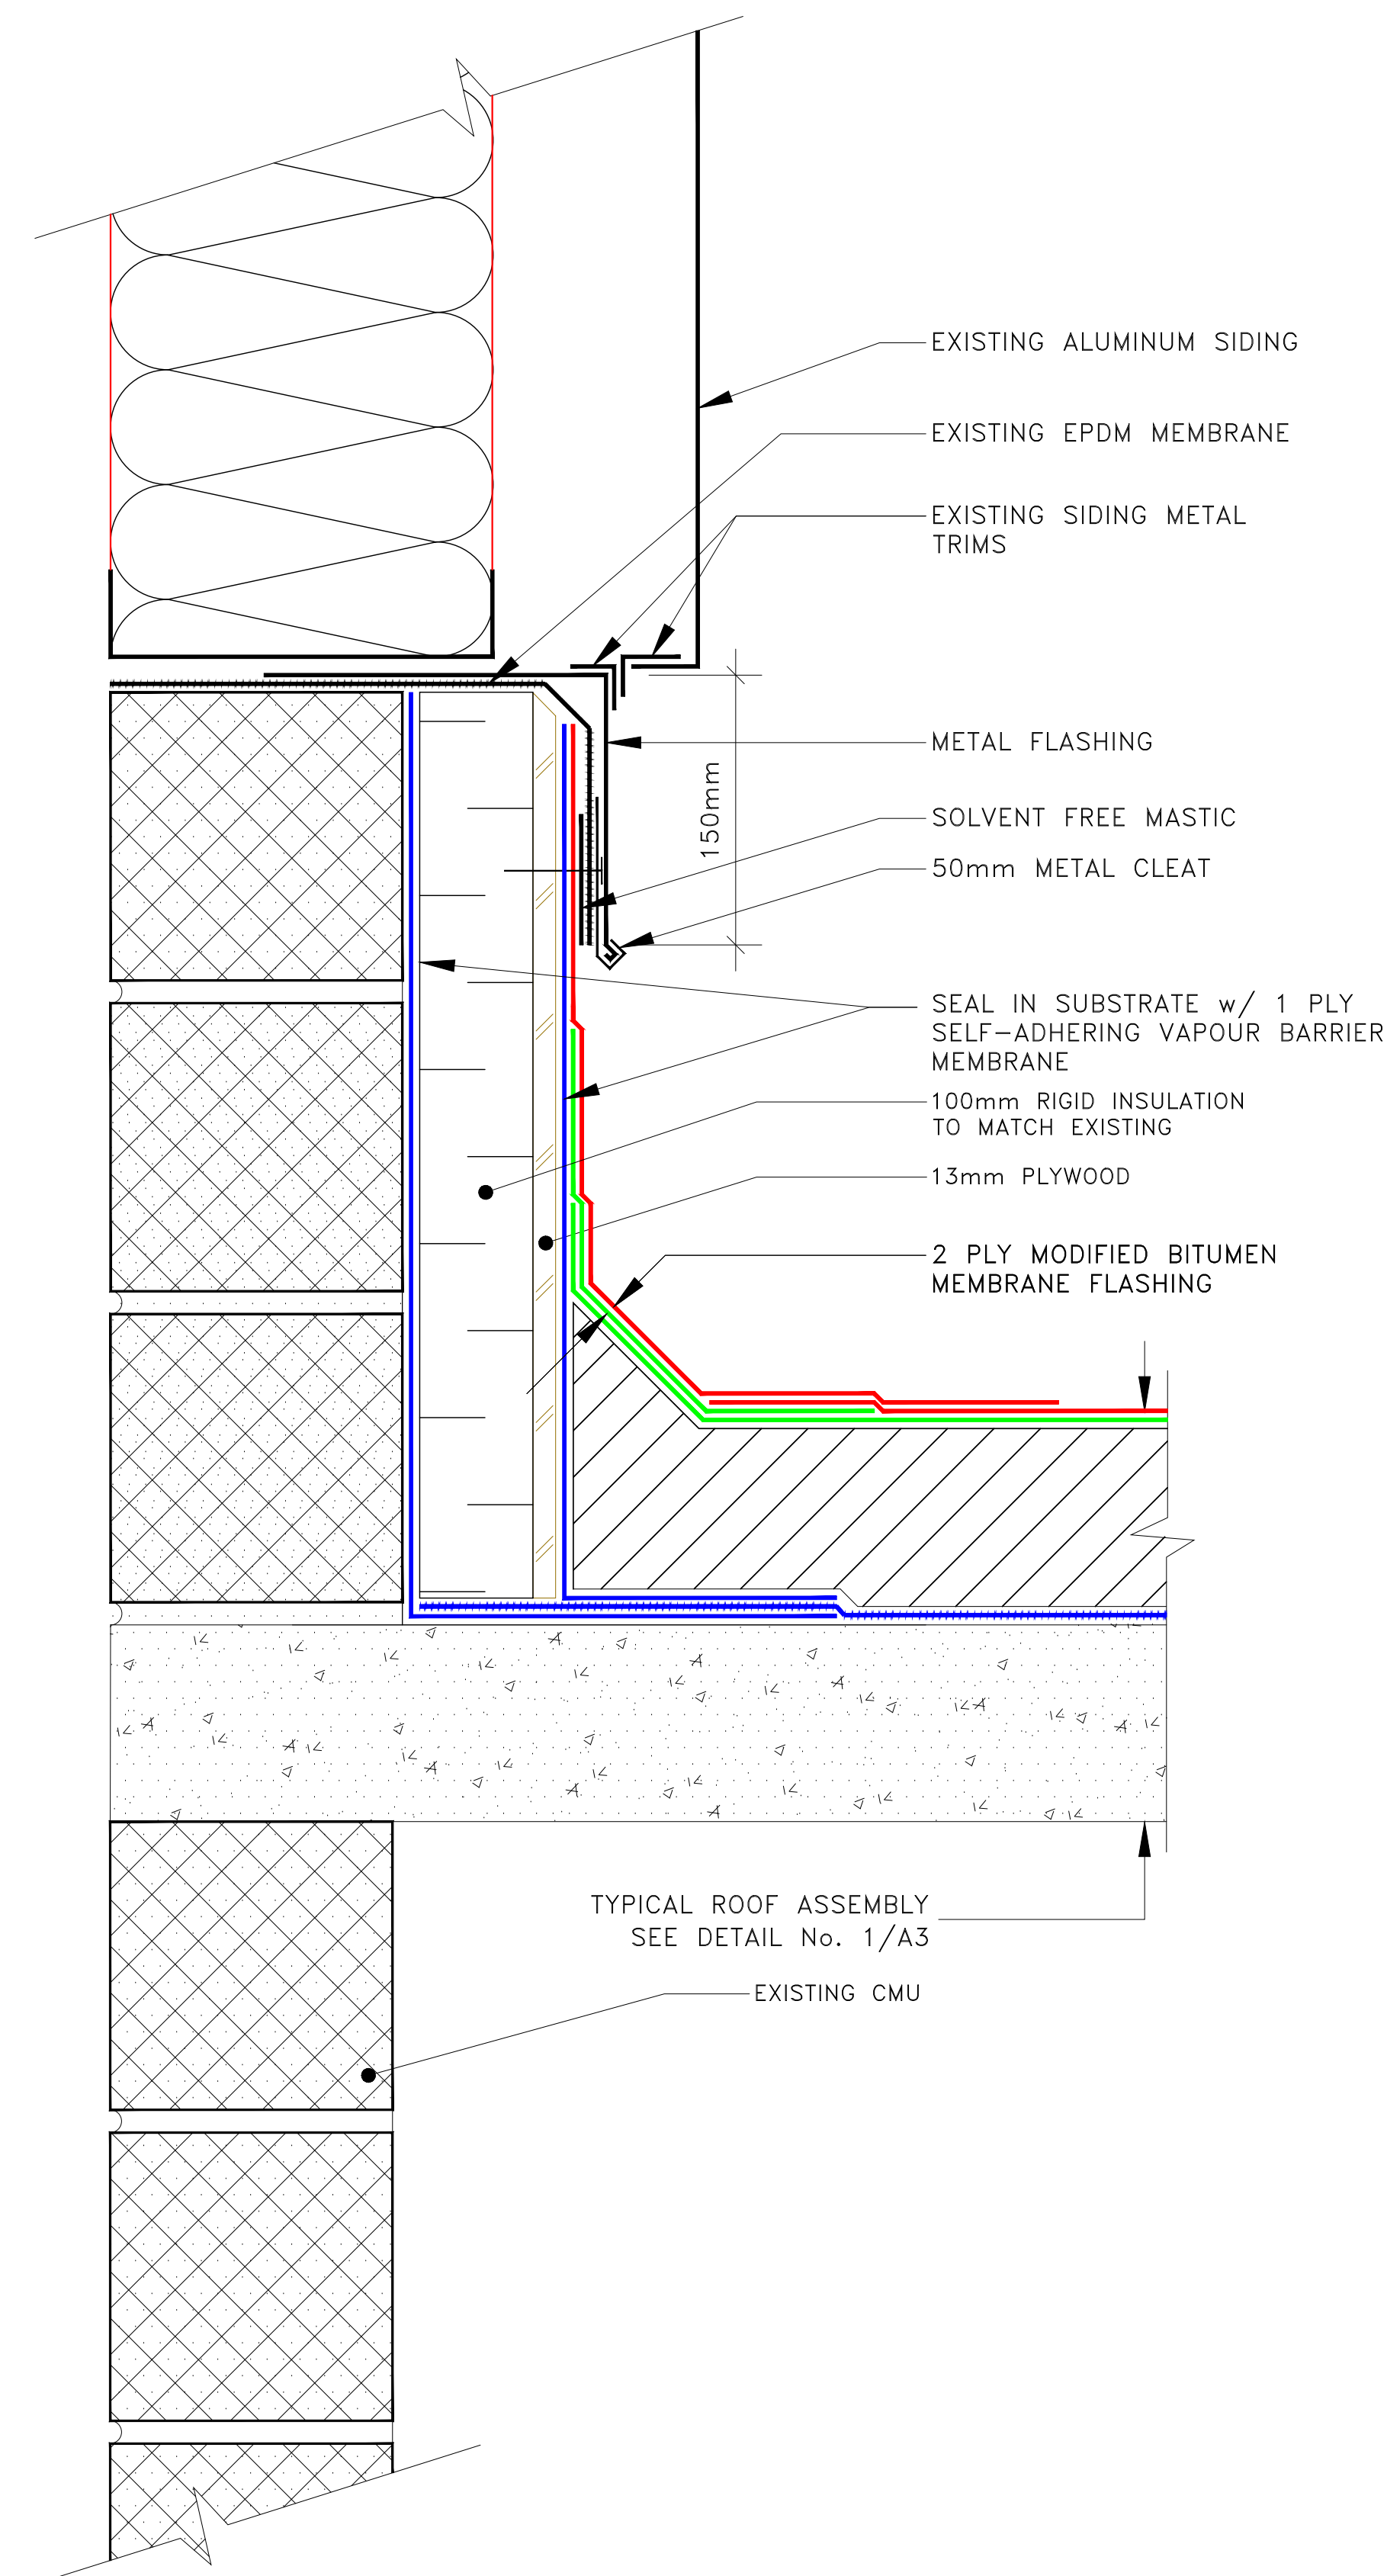 EXISTING ALUMINUM SIDING
EXISTING EPDM MEMBRANE
EXISTING SIDING METAL
TRIMS
METAL FLASHING
150mm
SOLVENT FREE MASTIC
50mm METAL CLEAT
SEAL IN SUBSTRATE w/ 1 PLY
SELF-ADHERING VAPOUR BARRIER
MEMBRANE
100mm RIGID INSULATION
TO MATCH EXISTING
13mm PLYWOOD
2 PLY MODIFIED BITUMEN
MEMBRANE FLASHING
TYPICAL ROOF ASSEMBLY
SEE DETAIL No. 1/A3
EXISTING CMU